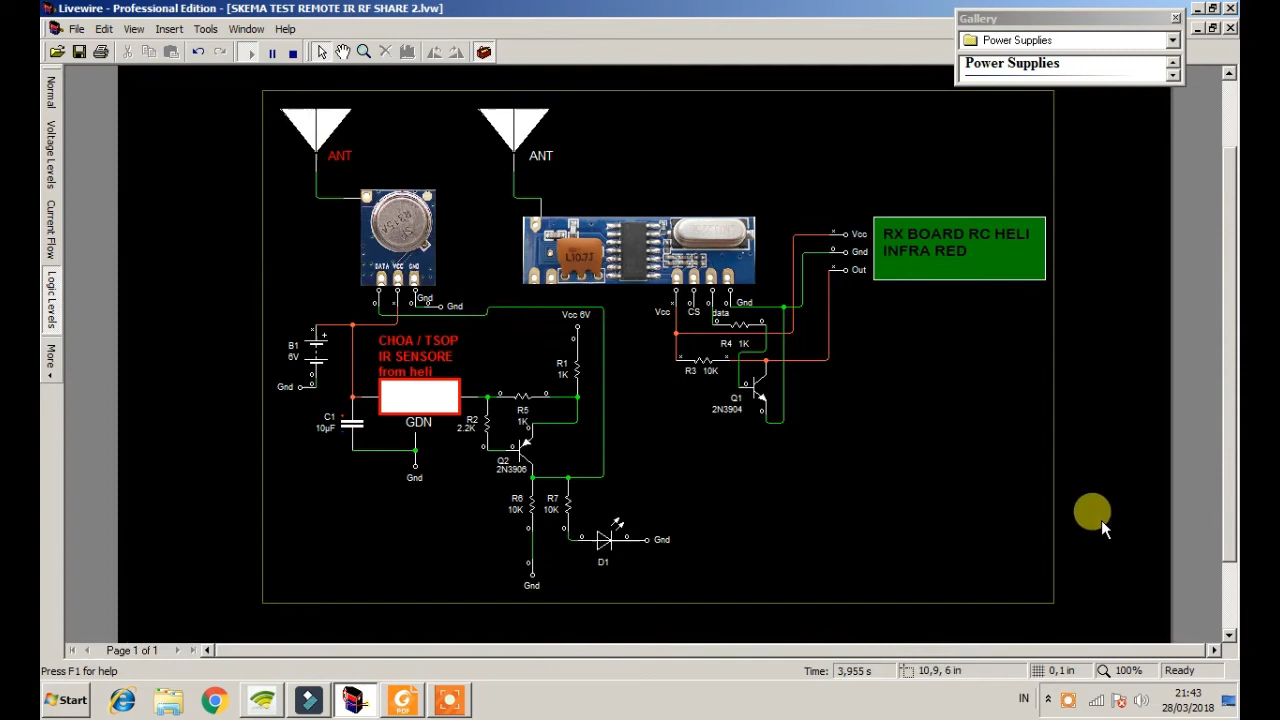 Livewire - Professional Edition - [SKEMA TEST REMOTE IR RF SHARE 2.lvw]
File Edit View Insert Tools Window Help
Gallery
Power Supplies
Power Supplies
Normal
Voltage Levels
Current Flow
Logic Levels
More
ANT
ANT
DATA VCC GND
Gnd
Gnd
L10.7J
Vcc
CS
data
Gnd
Vcc
Gnd
Out
RX BOARD RC HELI
INFRA RED
Vcc 6V
B1
6V
Gnd
CHOA / TSOP
IR SENSORE
from heli
R1
1K
R4 1K
R3 10K
Q1
2N3904
C1
10µF
GDN
Gnd
R2
2.2K
R5
1K
Q2
2N3906
R6
10K
R7
10K
D1
Gnd
Gnd
Page 1 of 1
Press F1 for help
Time: 3,955 s
10,9, 6 in
0,1 in
100%
Ready
Start
PDF
IN
21:43
28/03/2018